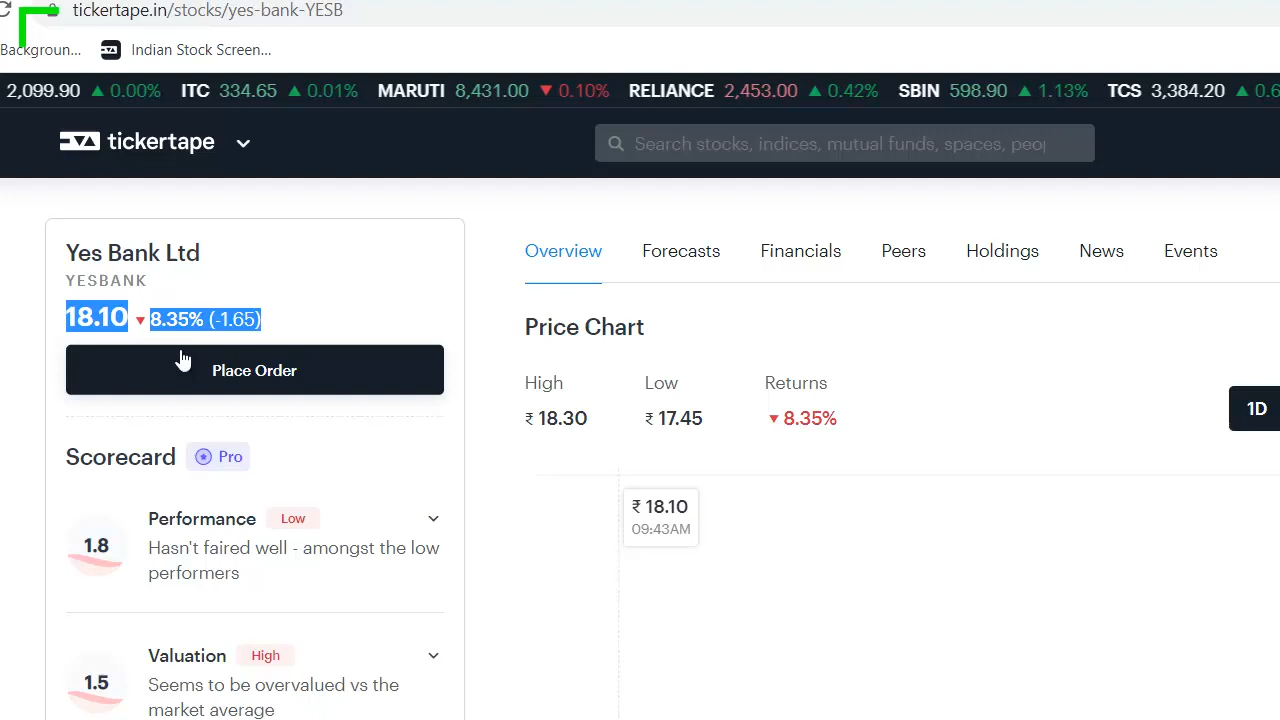 tickertape.in/stocks/yes-bank-YESB
Backgroun... Indian Stock Screen...
2,099.90 ▲ 0.00% ITC 334.65 ▲ 0.01% MARUTI 8,431.00 ▼ 0.10% RELIANCE 2,453.00 ▲ 0.42% SBIN 598.90 ▲ 1.13% TCS 3,384.20 ▲ 0.6
tickertape Search stocks, indices, mutual funds, spaces, peo
Yes Bank Ltd
YESBANK
18.10 ▼ 8.35% (-1.65)
Place Order
Scorecard Pro
1.8
Performance Low
Hasn't faired well - amongst the low
performers
1.5
Valuation High
Seems to be overvalued vs the
market average
Overview Forecasts Financials Peers Holdings News Events
Price Chart
High Low Returns
₹ 18.30 ₹ 17.45 ▼ 8.35%
1D
₹ 18.10
09:43AM